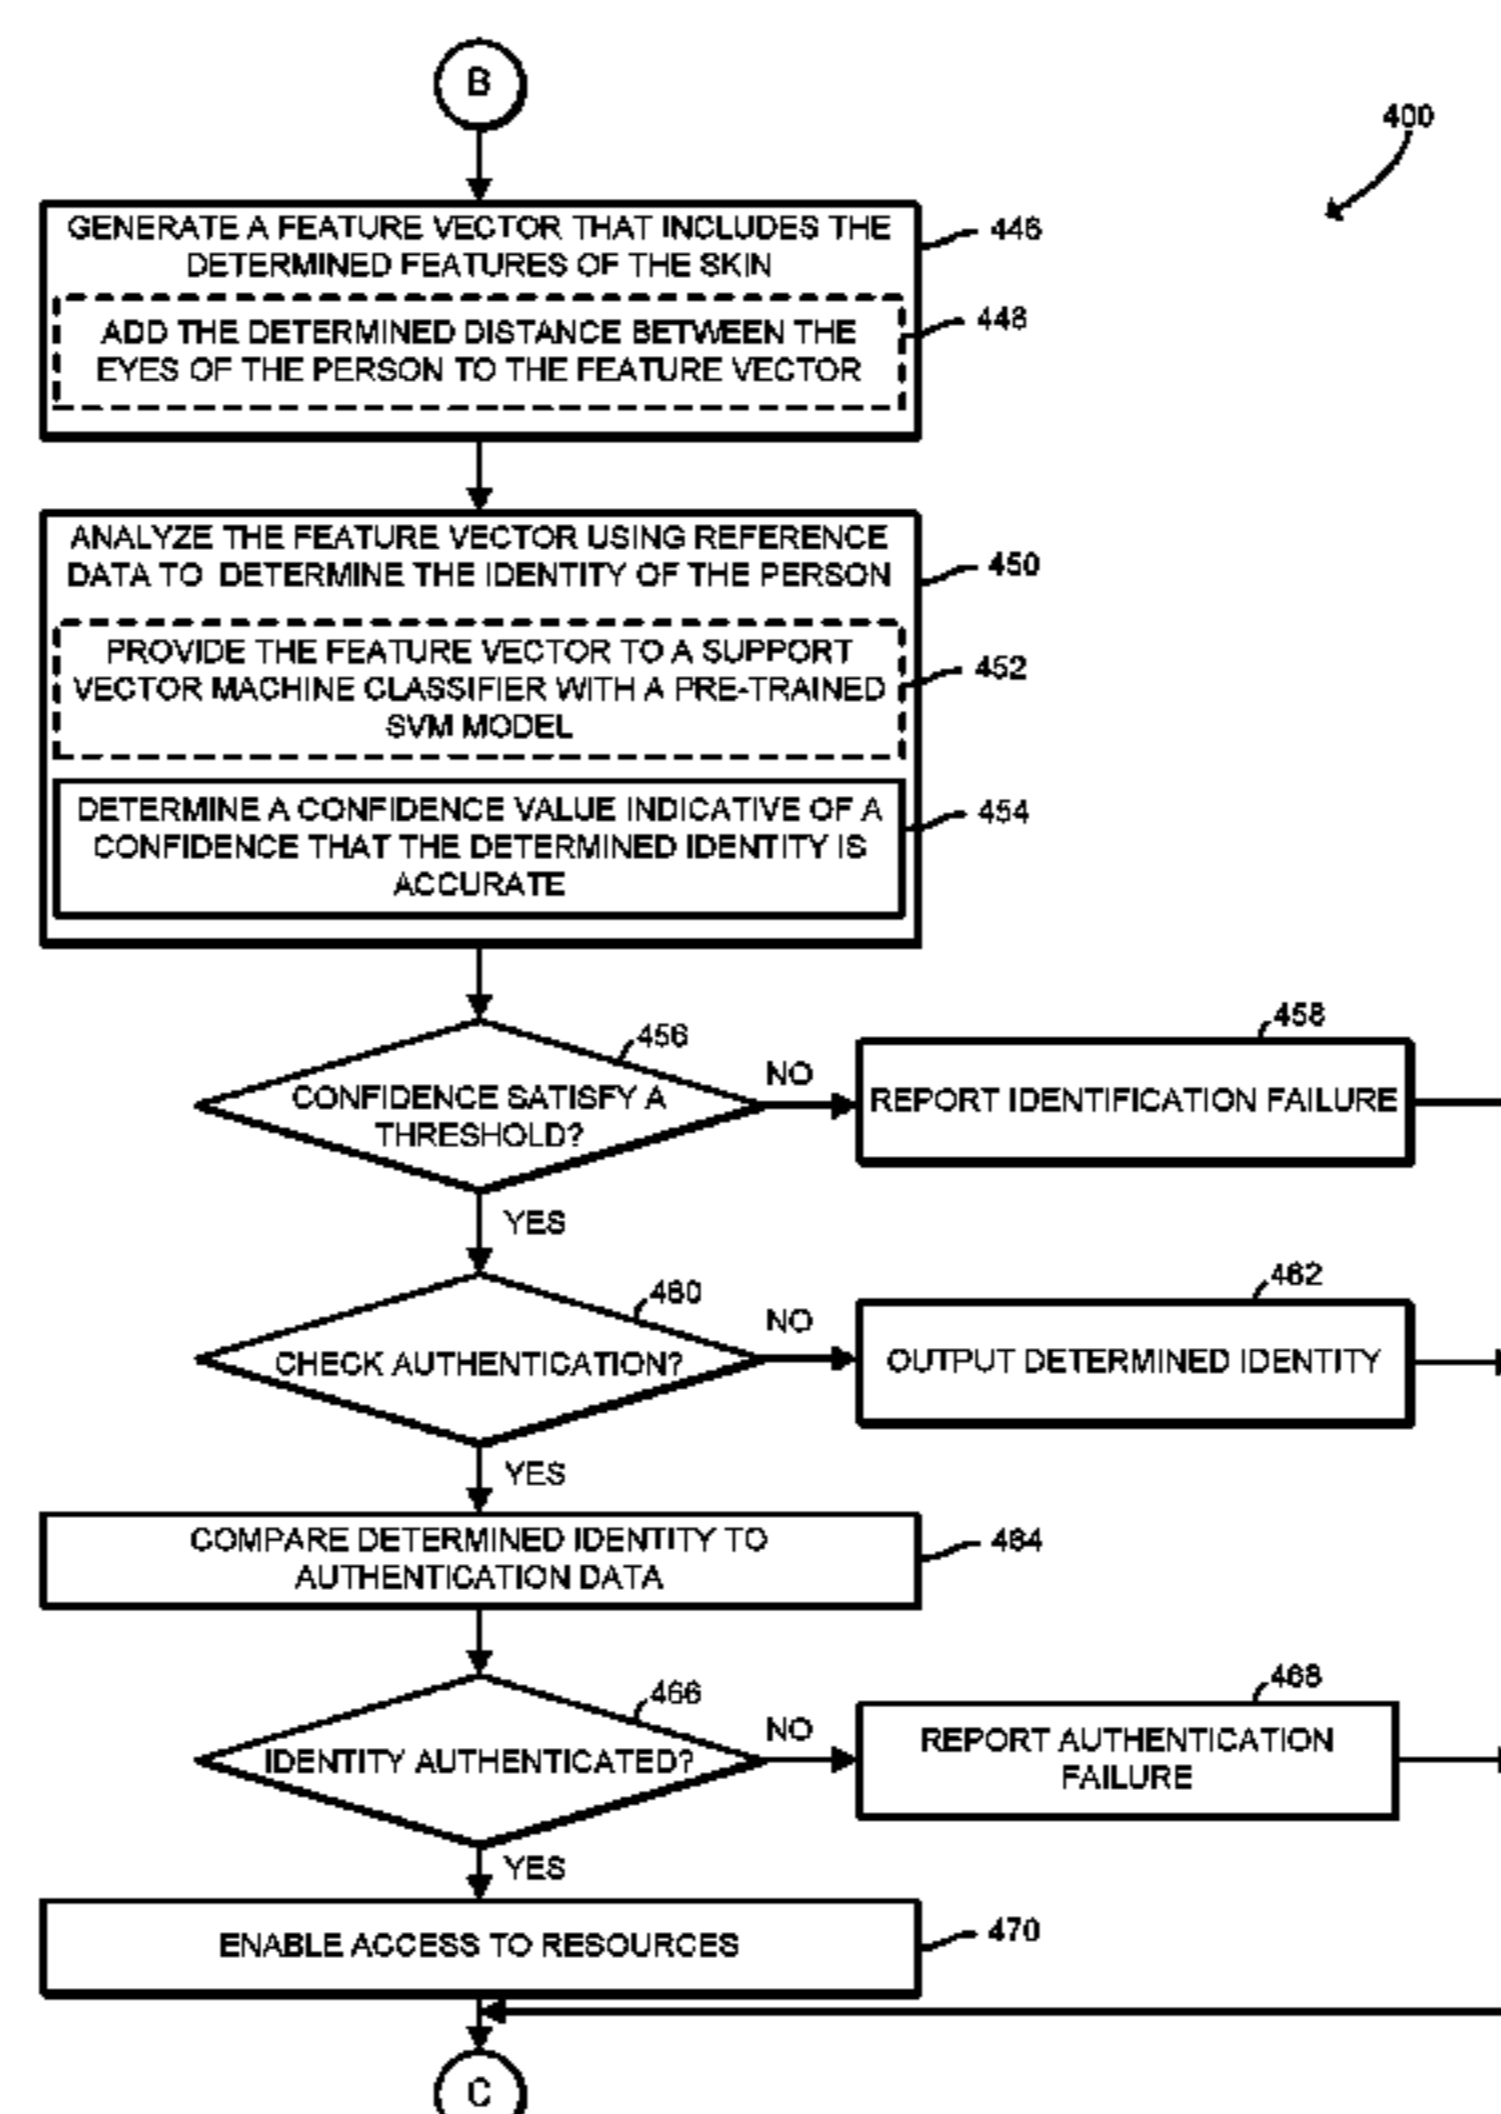 B
400
GENERATE A FEATURE VECTOR THAT INCLUDES THE
DETERMINED FEATURES OF THE SKIN
446
ADD THE DETERMINED DISTANCE BETWEEN THE
EYES OF THE PERSON TO THE FEATURE VECTOR
448
ANALYZE THE FEATURE VECTOR USING REFERENCE
DATA TO DETERMINE THE IDENTITY OF THE PERSON
450
PROVIDE THE FEATURE VECTOR TO A SUPPORT
VECTOR MACHINE CLASSIFIER WITH A PRE-TRAINED
SVM MODEL
452
DETERMINE A CONFIDENCE VALUE INDICATIVE OF A
CONFIDENCE THAT THE DETERMINED IDENTITY IS
ACCURATE
454
456
CONFIDENCE SATISFY A
THRESHOLD?
NO
458
REPORT IDENTIFICATION FAILURE
YES
460
CHECK AUTHENTICATION?
NO
462
OUTPUT DETERMINED IDENTITY
YES
COMPARE DETERMINED IDENTITY TO
AUTHENTICATION DATA
464
466
IDENTITY AUTHENTICATED?
NO
468
REPORT AUTHENTICATION
FAILURE
YES
ENABLE ACCESS TO RESOURCES
470
C